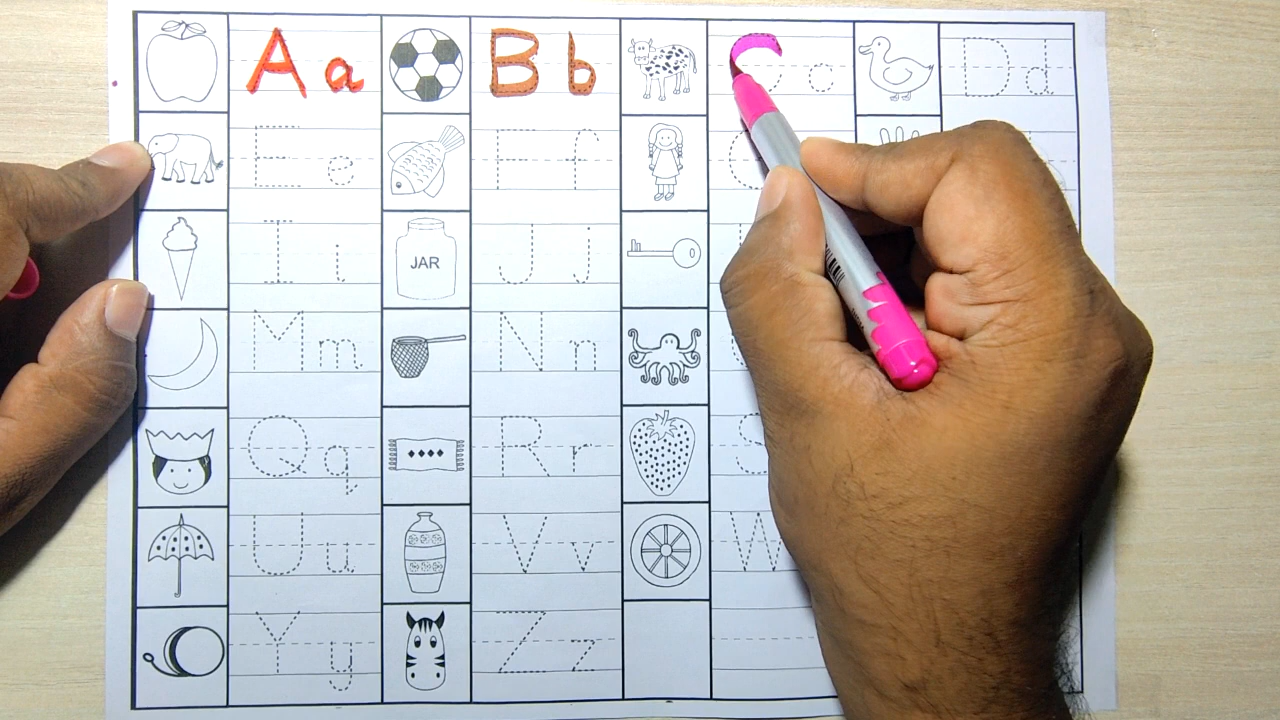 A a B b C c D d
E e F f
I i J j
JAR
M m N n
Q q R r S
U u V v W
Y y Z z